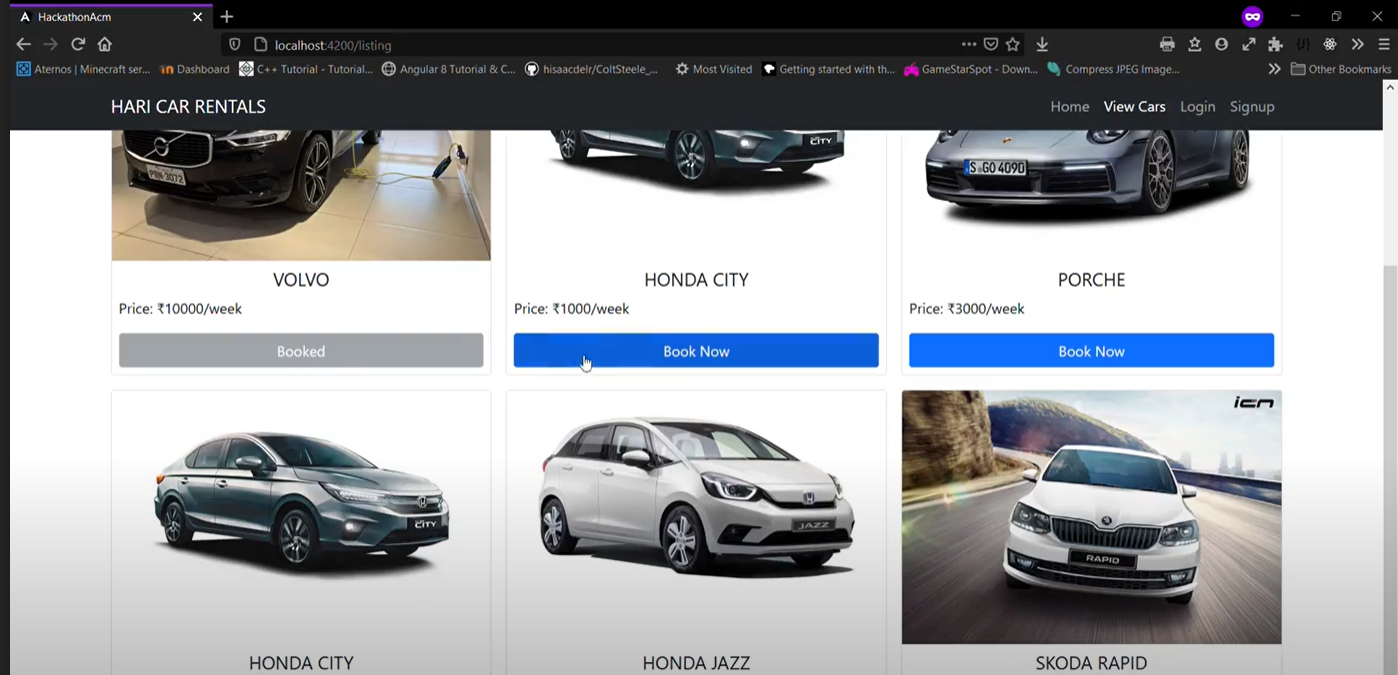 HackathonAcm
localhost:4200/listing
Aternos | Minecraft ser... in Dashboard C++ Tutorial - Tutorial... Angular 8 Tutorial & C... hisaacdelr/ColtSteele_... Most Visited Getting started with th... GameStarSpot - Down... Compress JPEG Image... Other Bookmarks
HARI CAR RENTALS Home View Cars Login Signup
CITY
S GO 4090
VOLVO HONDA CITY PORCHE
Price: ₹10000/week Price: ₹1000/week Price: ₹3000/week
Booked Book Now Book Now
icn
CITY JAZZ RAPID
HONDA CITY HONDA JAZZ SKODA RAPID